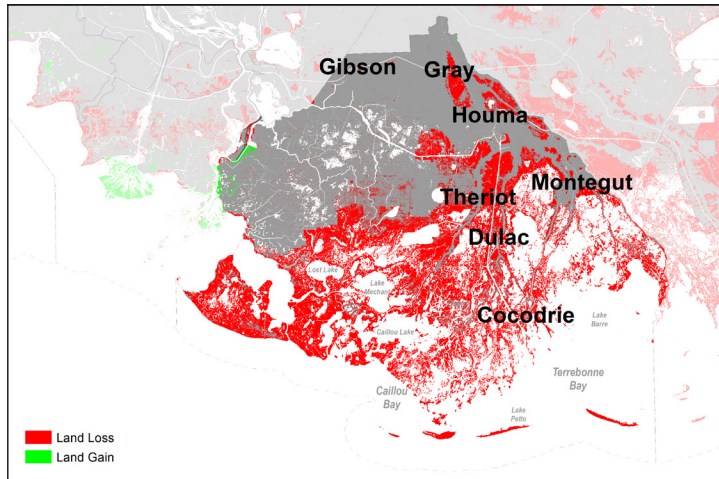 Gibson
Gray
Houma
Theriot
Montegut
Dulac
Lost Lake
Lake
Mechant
Cocodrie
Lake
Barre
Caillou Lake
Terrebonne
Bay
Caillou
Bay
Lake
Pelto
Land Loss
Land Gain